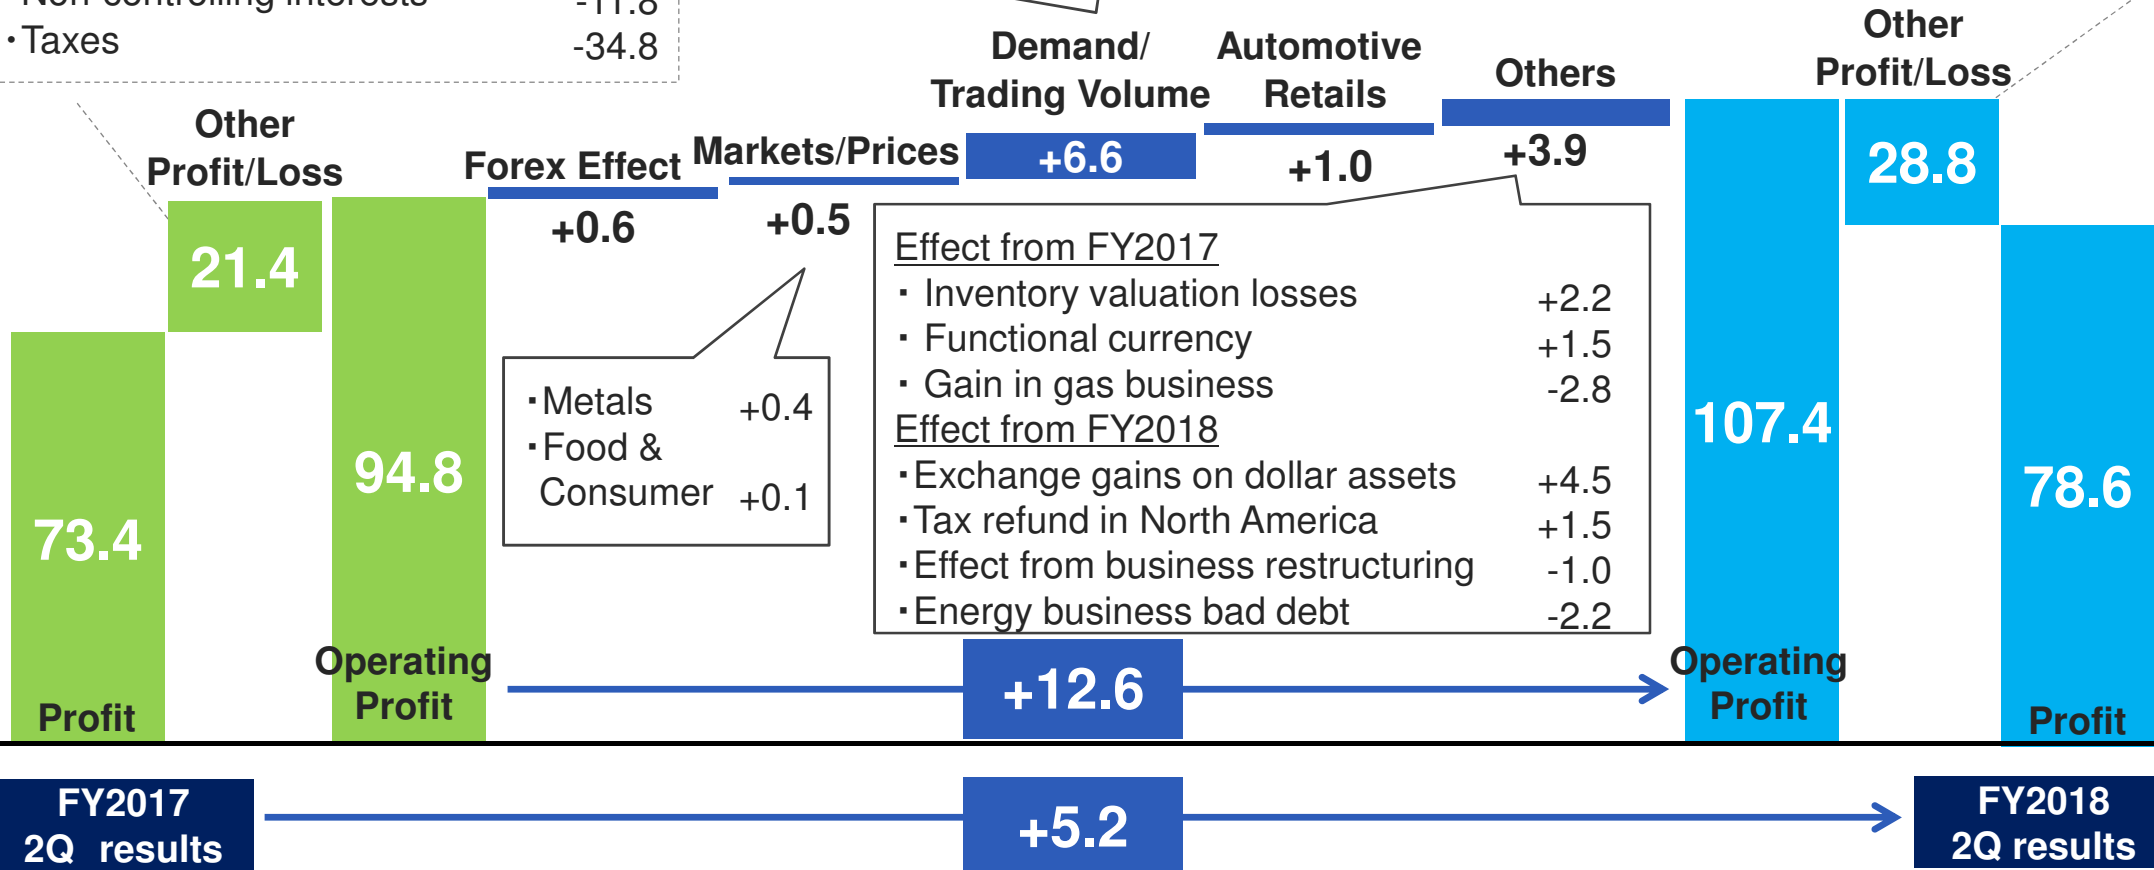 Non-controlling interests -11.8
・Taxes -34.8
Other
Profit/Loss
21.4
73.4
Profit
94.8
Operating
Profit
Forex Effect
+0.6
Markets/Prices
+0.5
・Metals +0.4
・Food &
Consumer +0.1
Demand/
Trading Volume
+6.6
Automotive
Retails
+1.0
Others
+3.9
Effect from FY2017
・Inventory valuation losses +2.2
・Functional currency +1.5
・Gain in gas business -2.8
Effect from FY2018
・Exchange gains on dollar assets +4.5
・Tax refund in North America +1.5
・Effect from business restructuring -1.0
・Energy business bad debt -2.2
107.4
Operating
Profit
Other
Profit/Loss
28.8
78.6
Profit
+12.6
FY2017
2Q results
+5.2
FY2018
2Q results